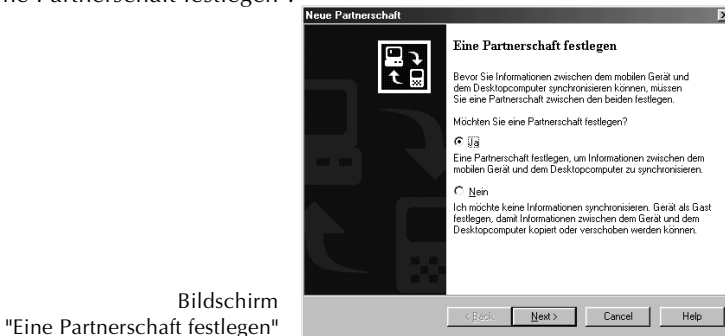 ne Partnerschaft festlegen".
Neue Partnerschaft
Eine Partnerschaft festlegen
Bevor Sie Informationen zwischen dem mobilen Gerät und
dem Desktopcomputer synchronisieren können, müssen
Sie eine Partnerschaft zwischen den beiden festlegen.
Möchten Sie eine Partnerschaft festlegen?
Ja
Eine Partnerschaft festlegen, um Informationen zwischen dem
mobilen Gerät und dem Desktopcomputer zu synchronisieren.
Nein
Ich möchte keine Informationen synchronisieren. Gerät als Gast
festlegen, damit Informationen zwischen dem Gerät und dem
Desktopcomputer kopiert oder verschoben werden können.
< Back Next > Cancel Help
Bildschirm
"Eine Partnerschaft festlegen"